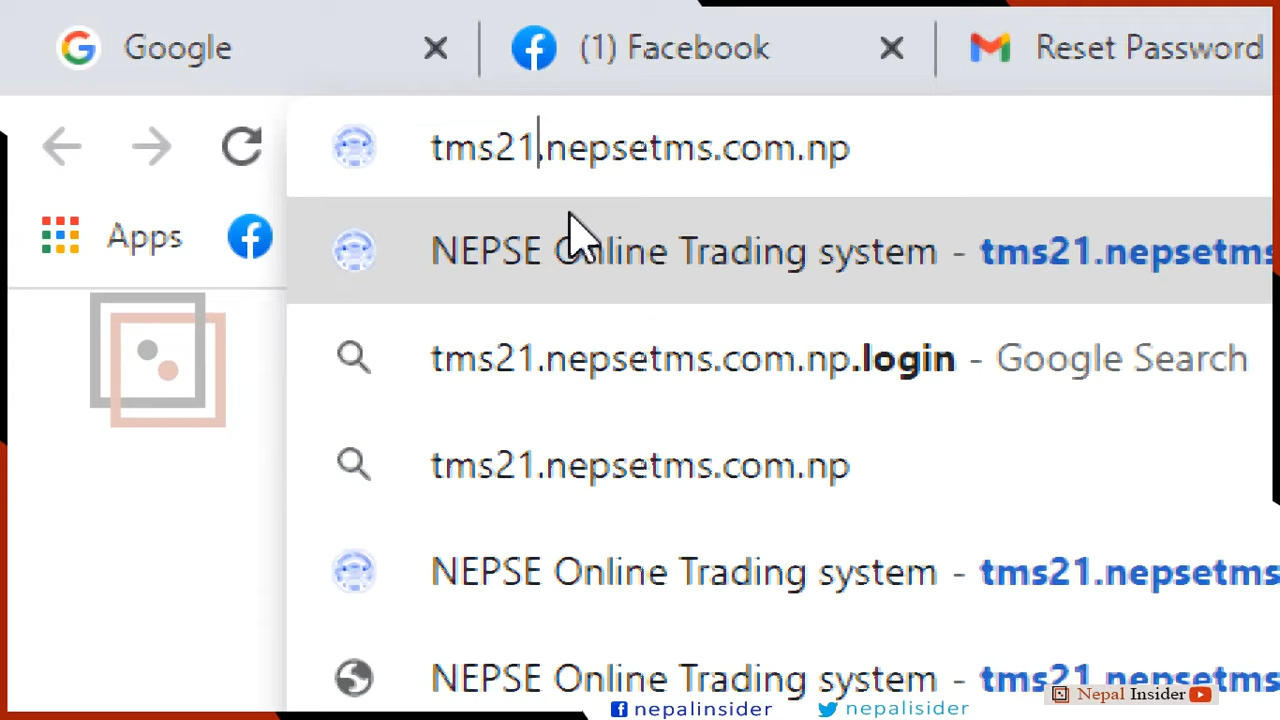 Google
(1) Facebook
Reset Password
tms21.nepsetms.com.np
Apps
NEPSE Online Trading system - tms21.nepsetms
tms21.nepsetms.com.np.login - Google Search
tms21.nepsetms.com.np
NEPSE Online Trading system - tms21.nepsetms
NEPSE Online Trading system - tms21.nepsetms
Nepal Insider
nepalinsider
nepalisider